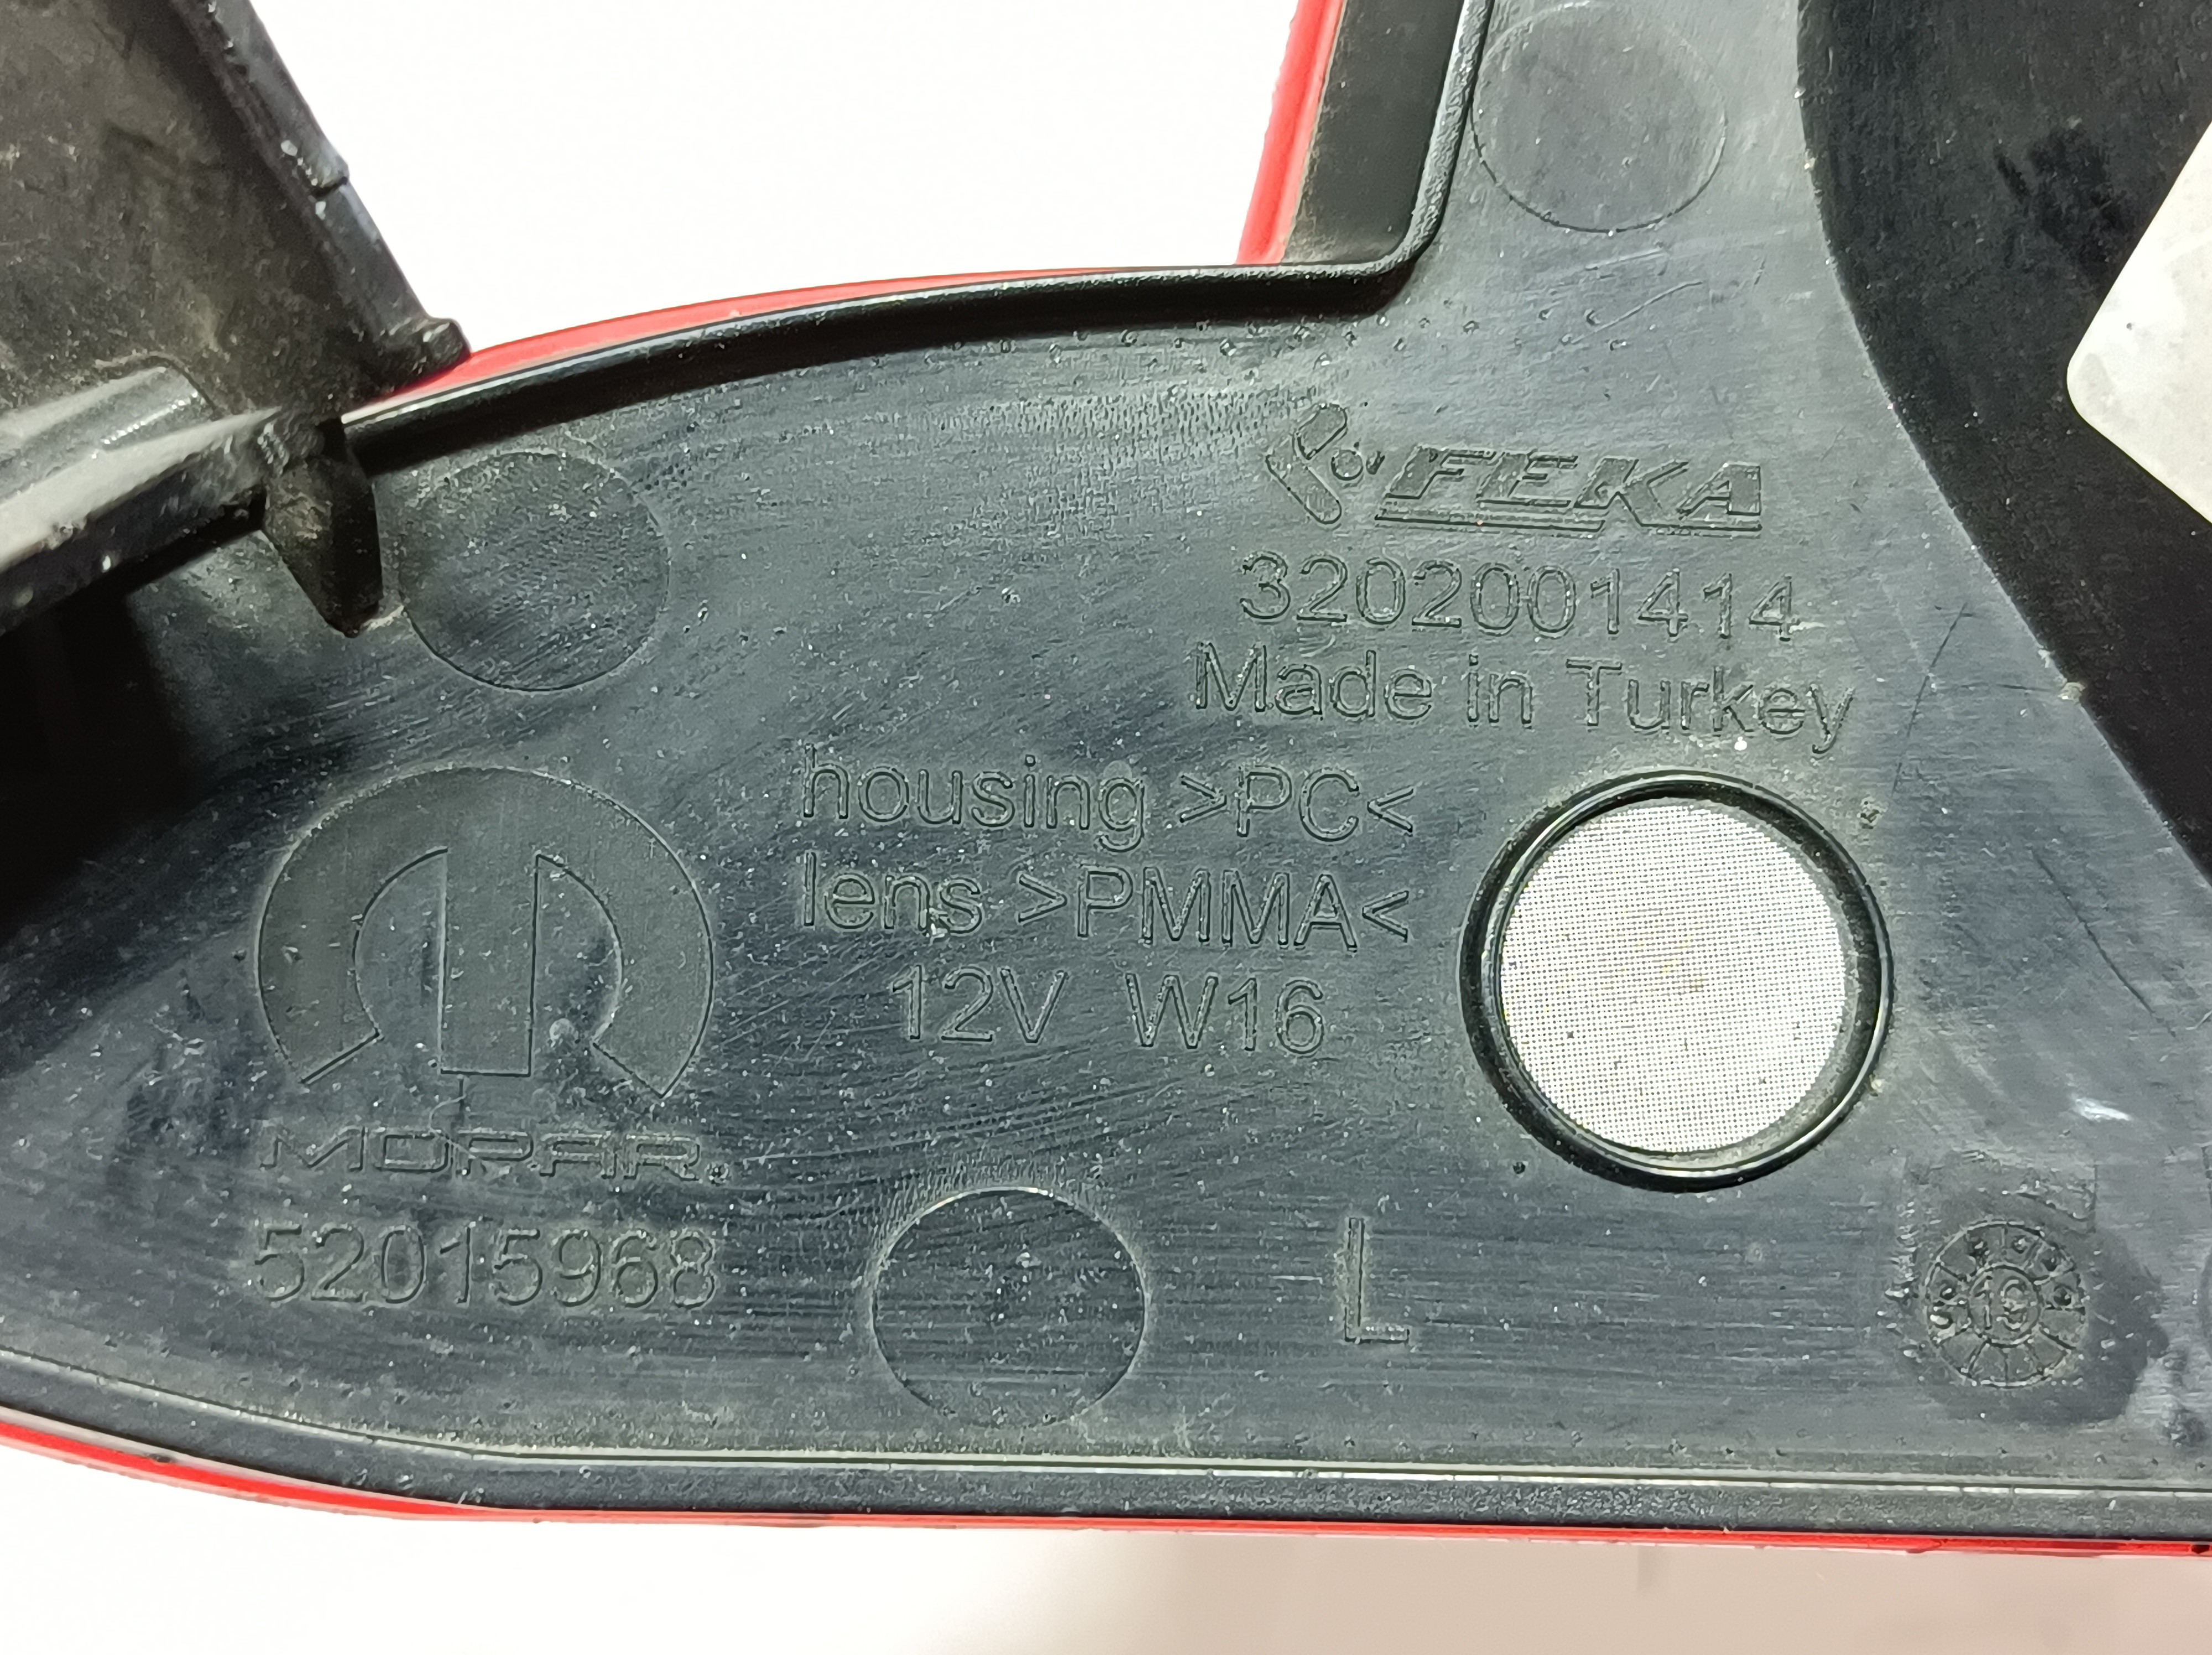 FEKA
3202001414
Made in Turkey
housing >PC<
lens >PMMA<
12V W16
MOPAR.
52015968
L
19